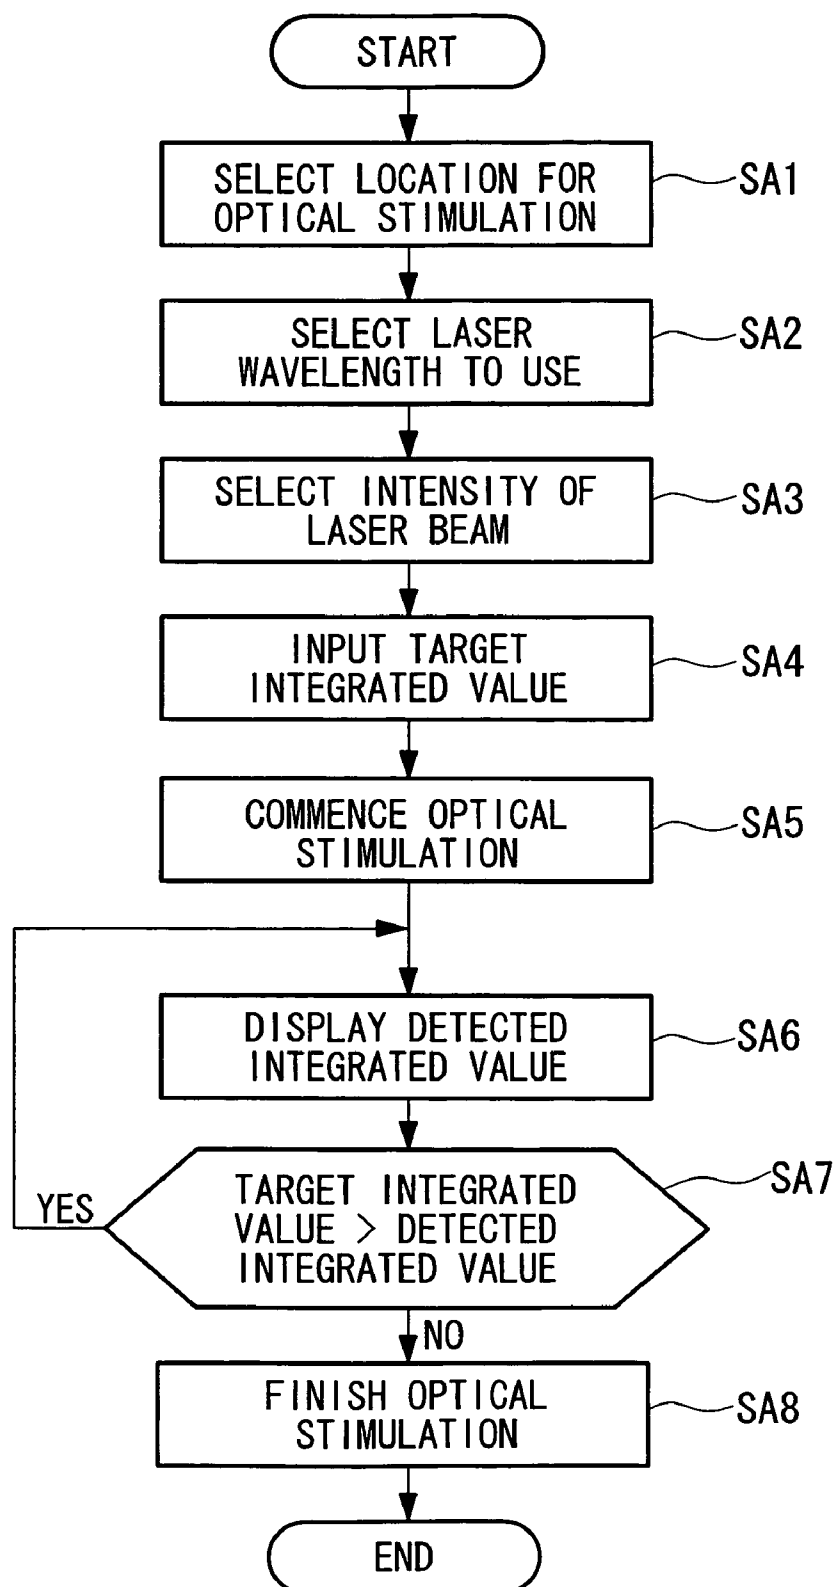 START
SELECT LOCATION FOR
OPTICAL STIMULATION
SA1
SELECT LASER
WAVELENGTH TO USE
SA2
SELECT INTENSITY OF
LASER BEAM
SA3
INPUT TARGET
INTEGRATED VALUE
SA4
COMMENCE OPTICAL
STIMULATION
SA5
DISPLAY DETECTED
INTEGRATED VALUE
SA6
TARGET INTEGRATED
VALUE > DETECTED
INTEGRATED VALUE
SA7
YES
NO
FINISH OPTICAL
STIMULATION
SA8
END